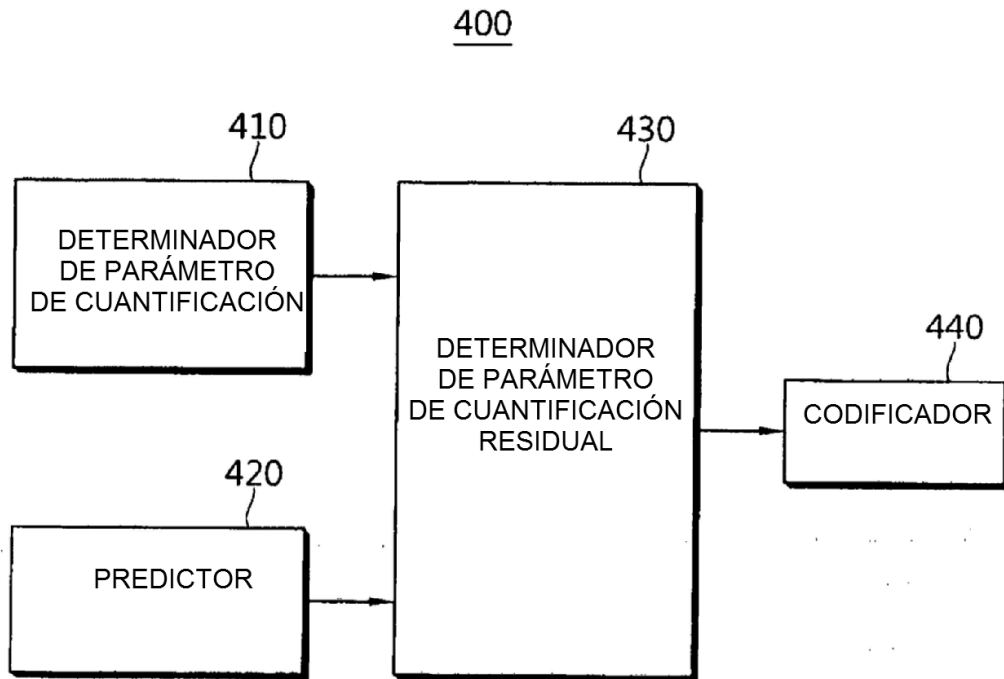 400
410
DETERMINADOR
DE PARÁMETRO
DE CUANTIFICACIÓN
430
DETERMINADOR
DE PARÁMETRO
DE CUANTIFICACIÓN
RESIDUAL
440
CODIFICADOR
420
PREDICTOR